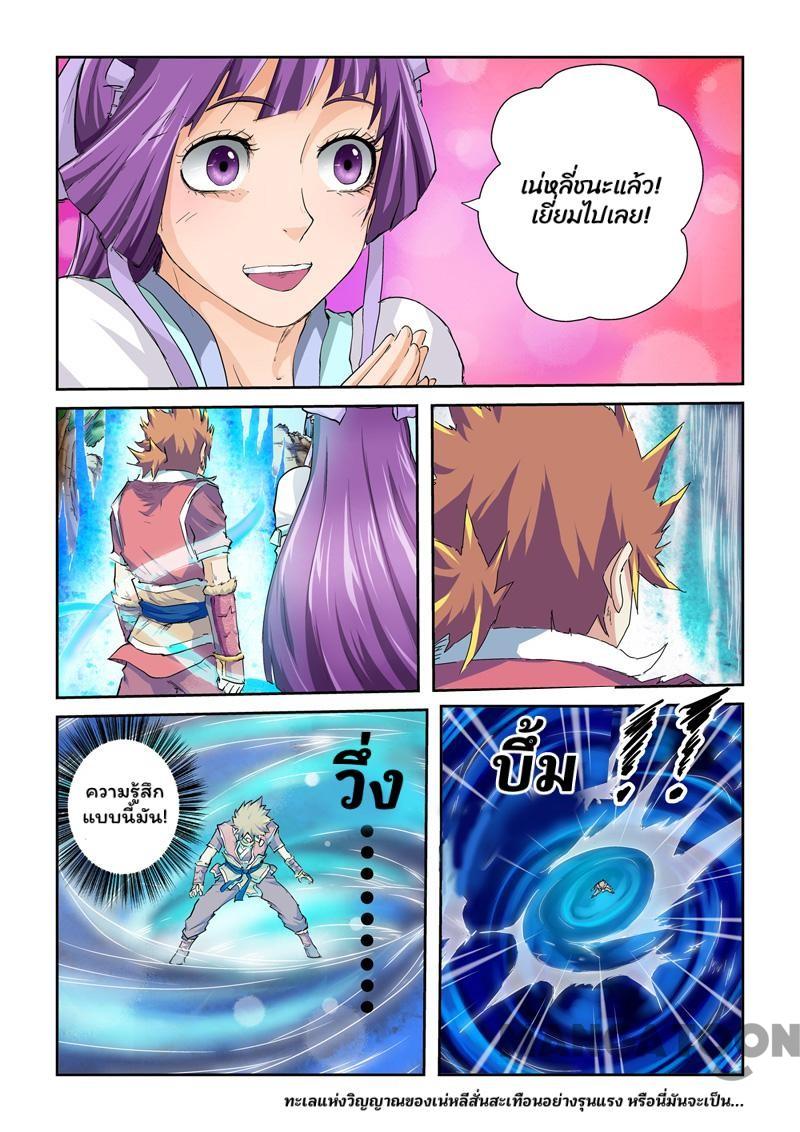 เน่หลี่ชนะแล้ว!
เยี่ยมไปเลย!
ความรู้สึก
แบบนี้มัน!
วึ่ง.........
บึ้ม!!
MANGATOON
ทะเลแห่งวิญญาณของเน่หลีสั่นสะเทือนอย่างรุนแรง หรือนี่มันจะเป็น...